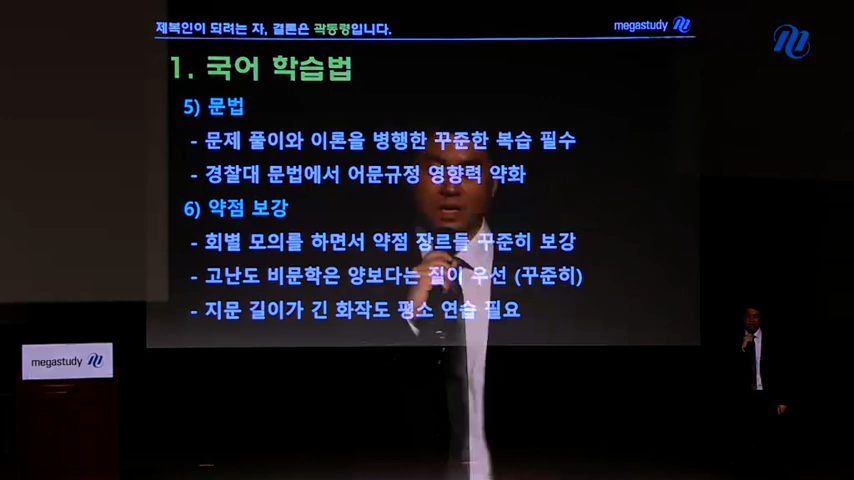 제복인이 되려는 자, 결론은 곽동령입니다.
megastudy
1. 국어 학습법
5) 문법
- 문제 풀이와 이론을 병행한 꾸준한 복습 필수
- 경찰대 문법에서 어문규정 영향력 약화
6) 약점 보강
- 회별 모의를 하면서 약점 장르들 꾸준히 보강
- 고난도 비문학은 양보다는 질이 우선 (꾸준히)
- 지문 길이가 긴 화작도 평소 연습 필요
megastudy